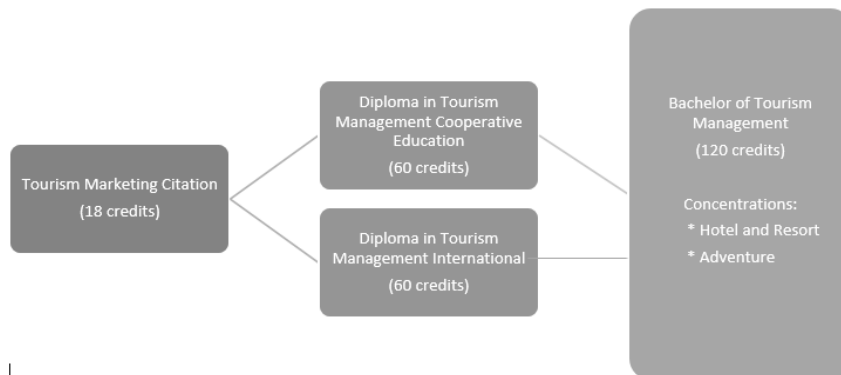 Tourism Marketing Citation
(18 credits)
Diploma in Tourism
Management Cooperative
Education
(60 credits)
Diploma in Tourism
Management International
(60 credits)
Bachelor of Tourism
Management
(120 credits)
Concentrations:
* Hotel and Resort
* Adventure